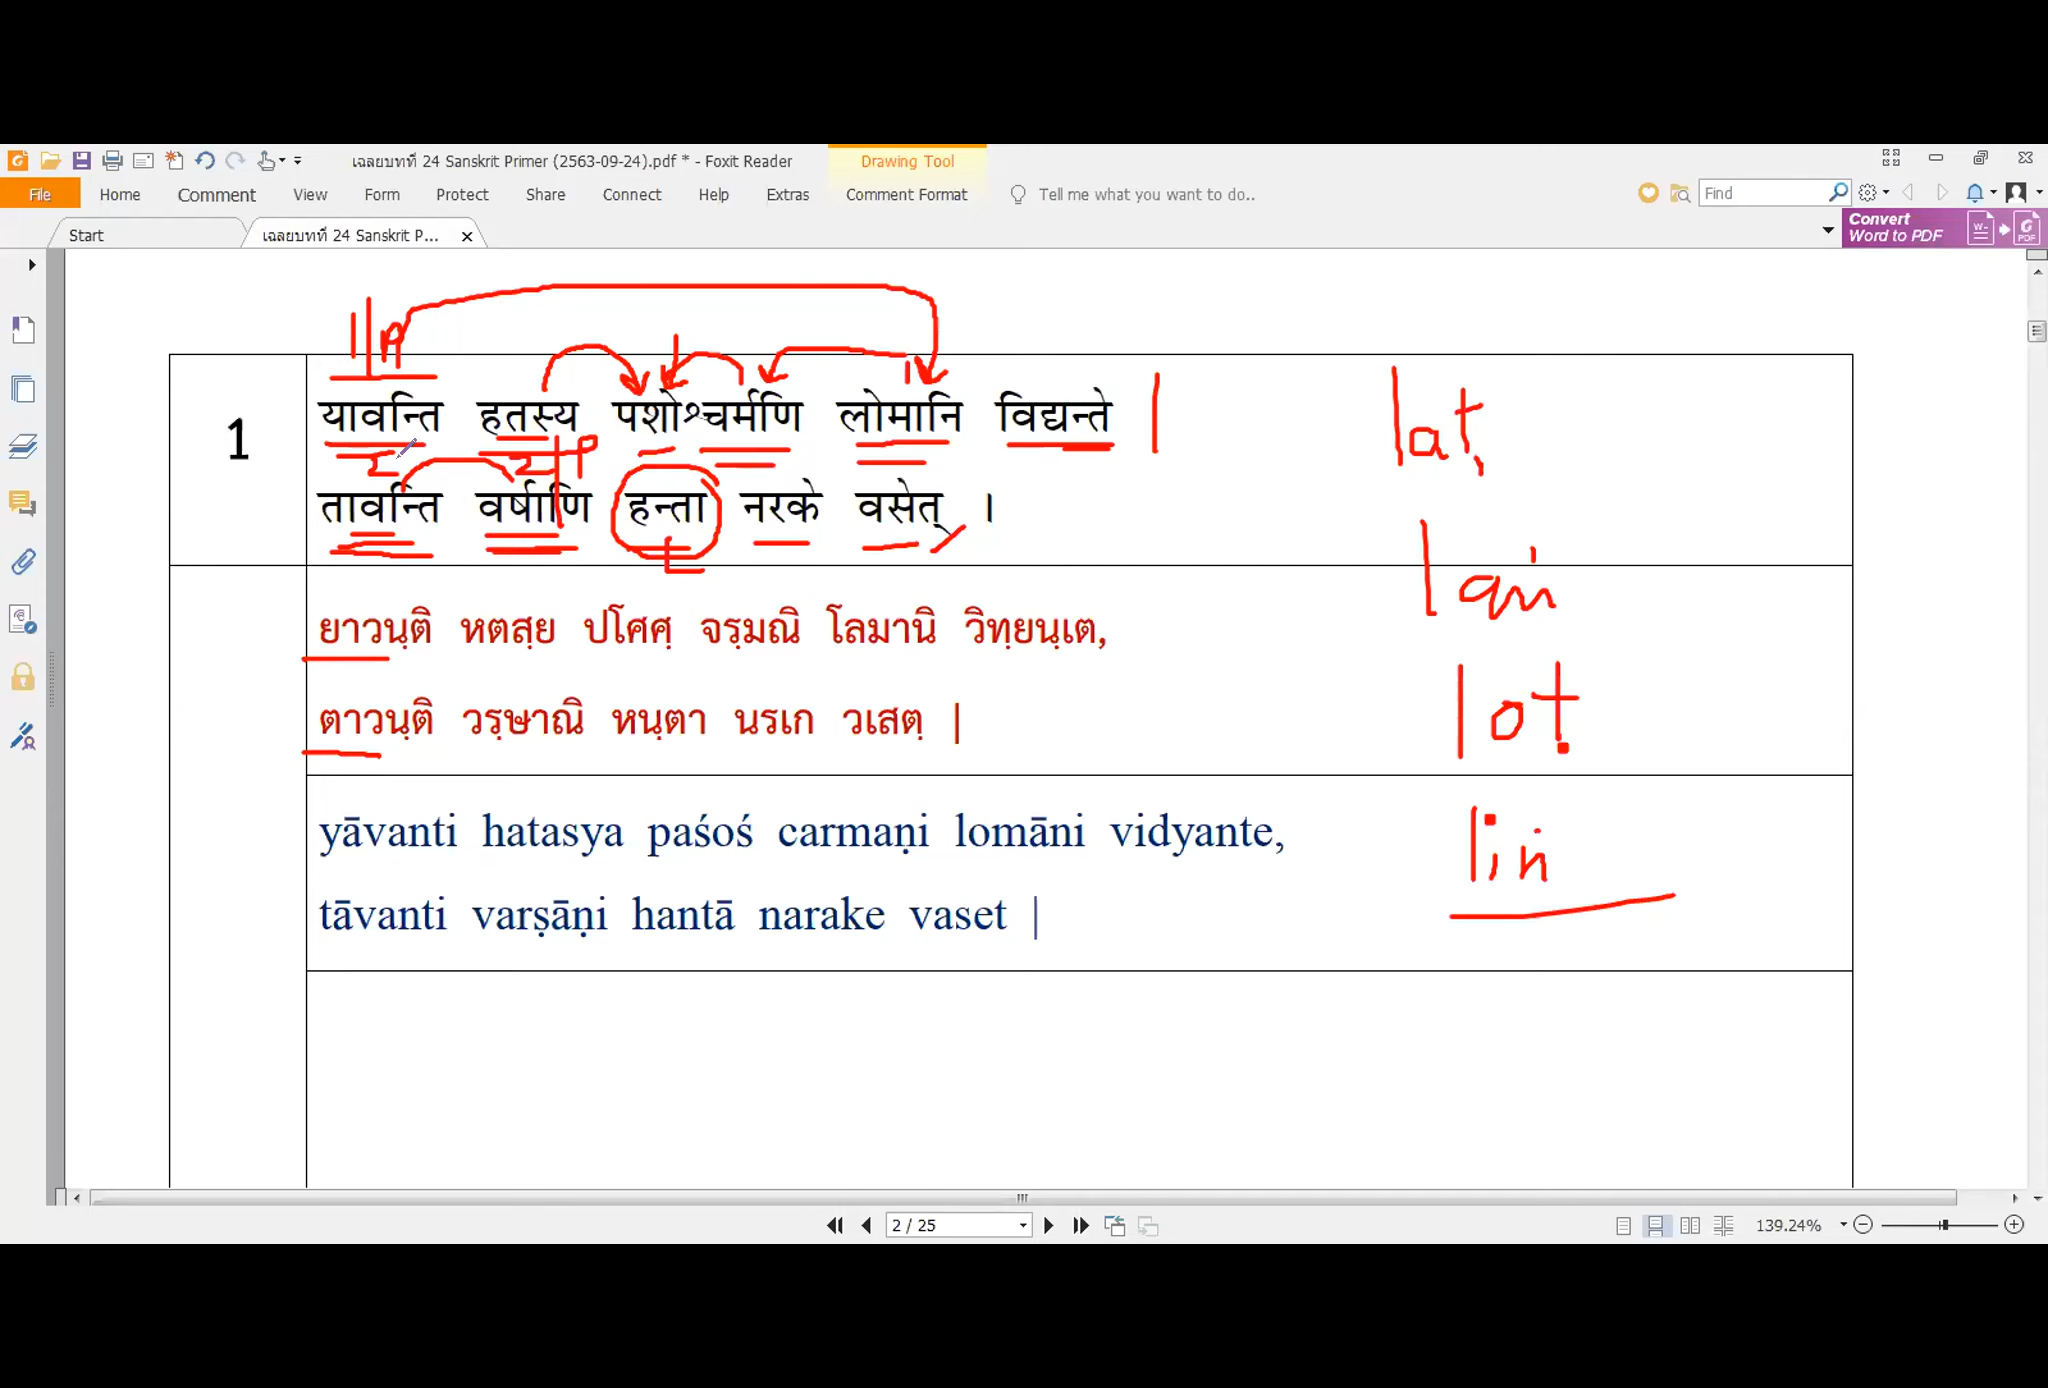 เฉลยบทที่ 24 Sanskrit Primer (2563-09-24).pdf * - Foxit Reader
Drawing Tool
File Home Comment View Form Protect Share Connect Help Extras Comment Format Tell me what you want to do.. Find
Start
เฉลยบทที่ 24 Sanskrit P...
Convert
Word to PDF
1
यावन्ति हतस्य पशोश्चर्मणि लोमानि विद्यन्ते
तावन्ति वर्षाणि हन्ता नरके वसेत् ।
ยาวนฺติ หตสฺย ปโศศฺ จรฺมณิ โลมานิ วิทฺยนฺเต,
ตาวนฺติ วรฺษาณิ หนฺตา นรเก วเสตฺ |
yāvanti hatasya paśoś carmaṇi lomāni vidyante,
tāvanti varṣāṇi hantā narake vaset |
laṭ
laṅ
loṭ
liṅ
2 / 25
139.24%